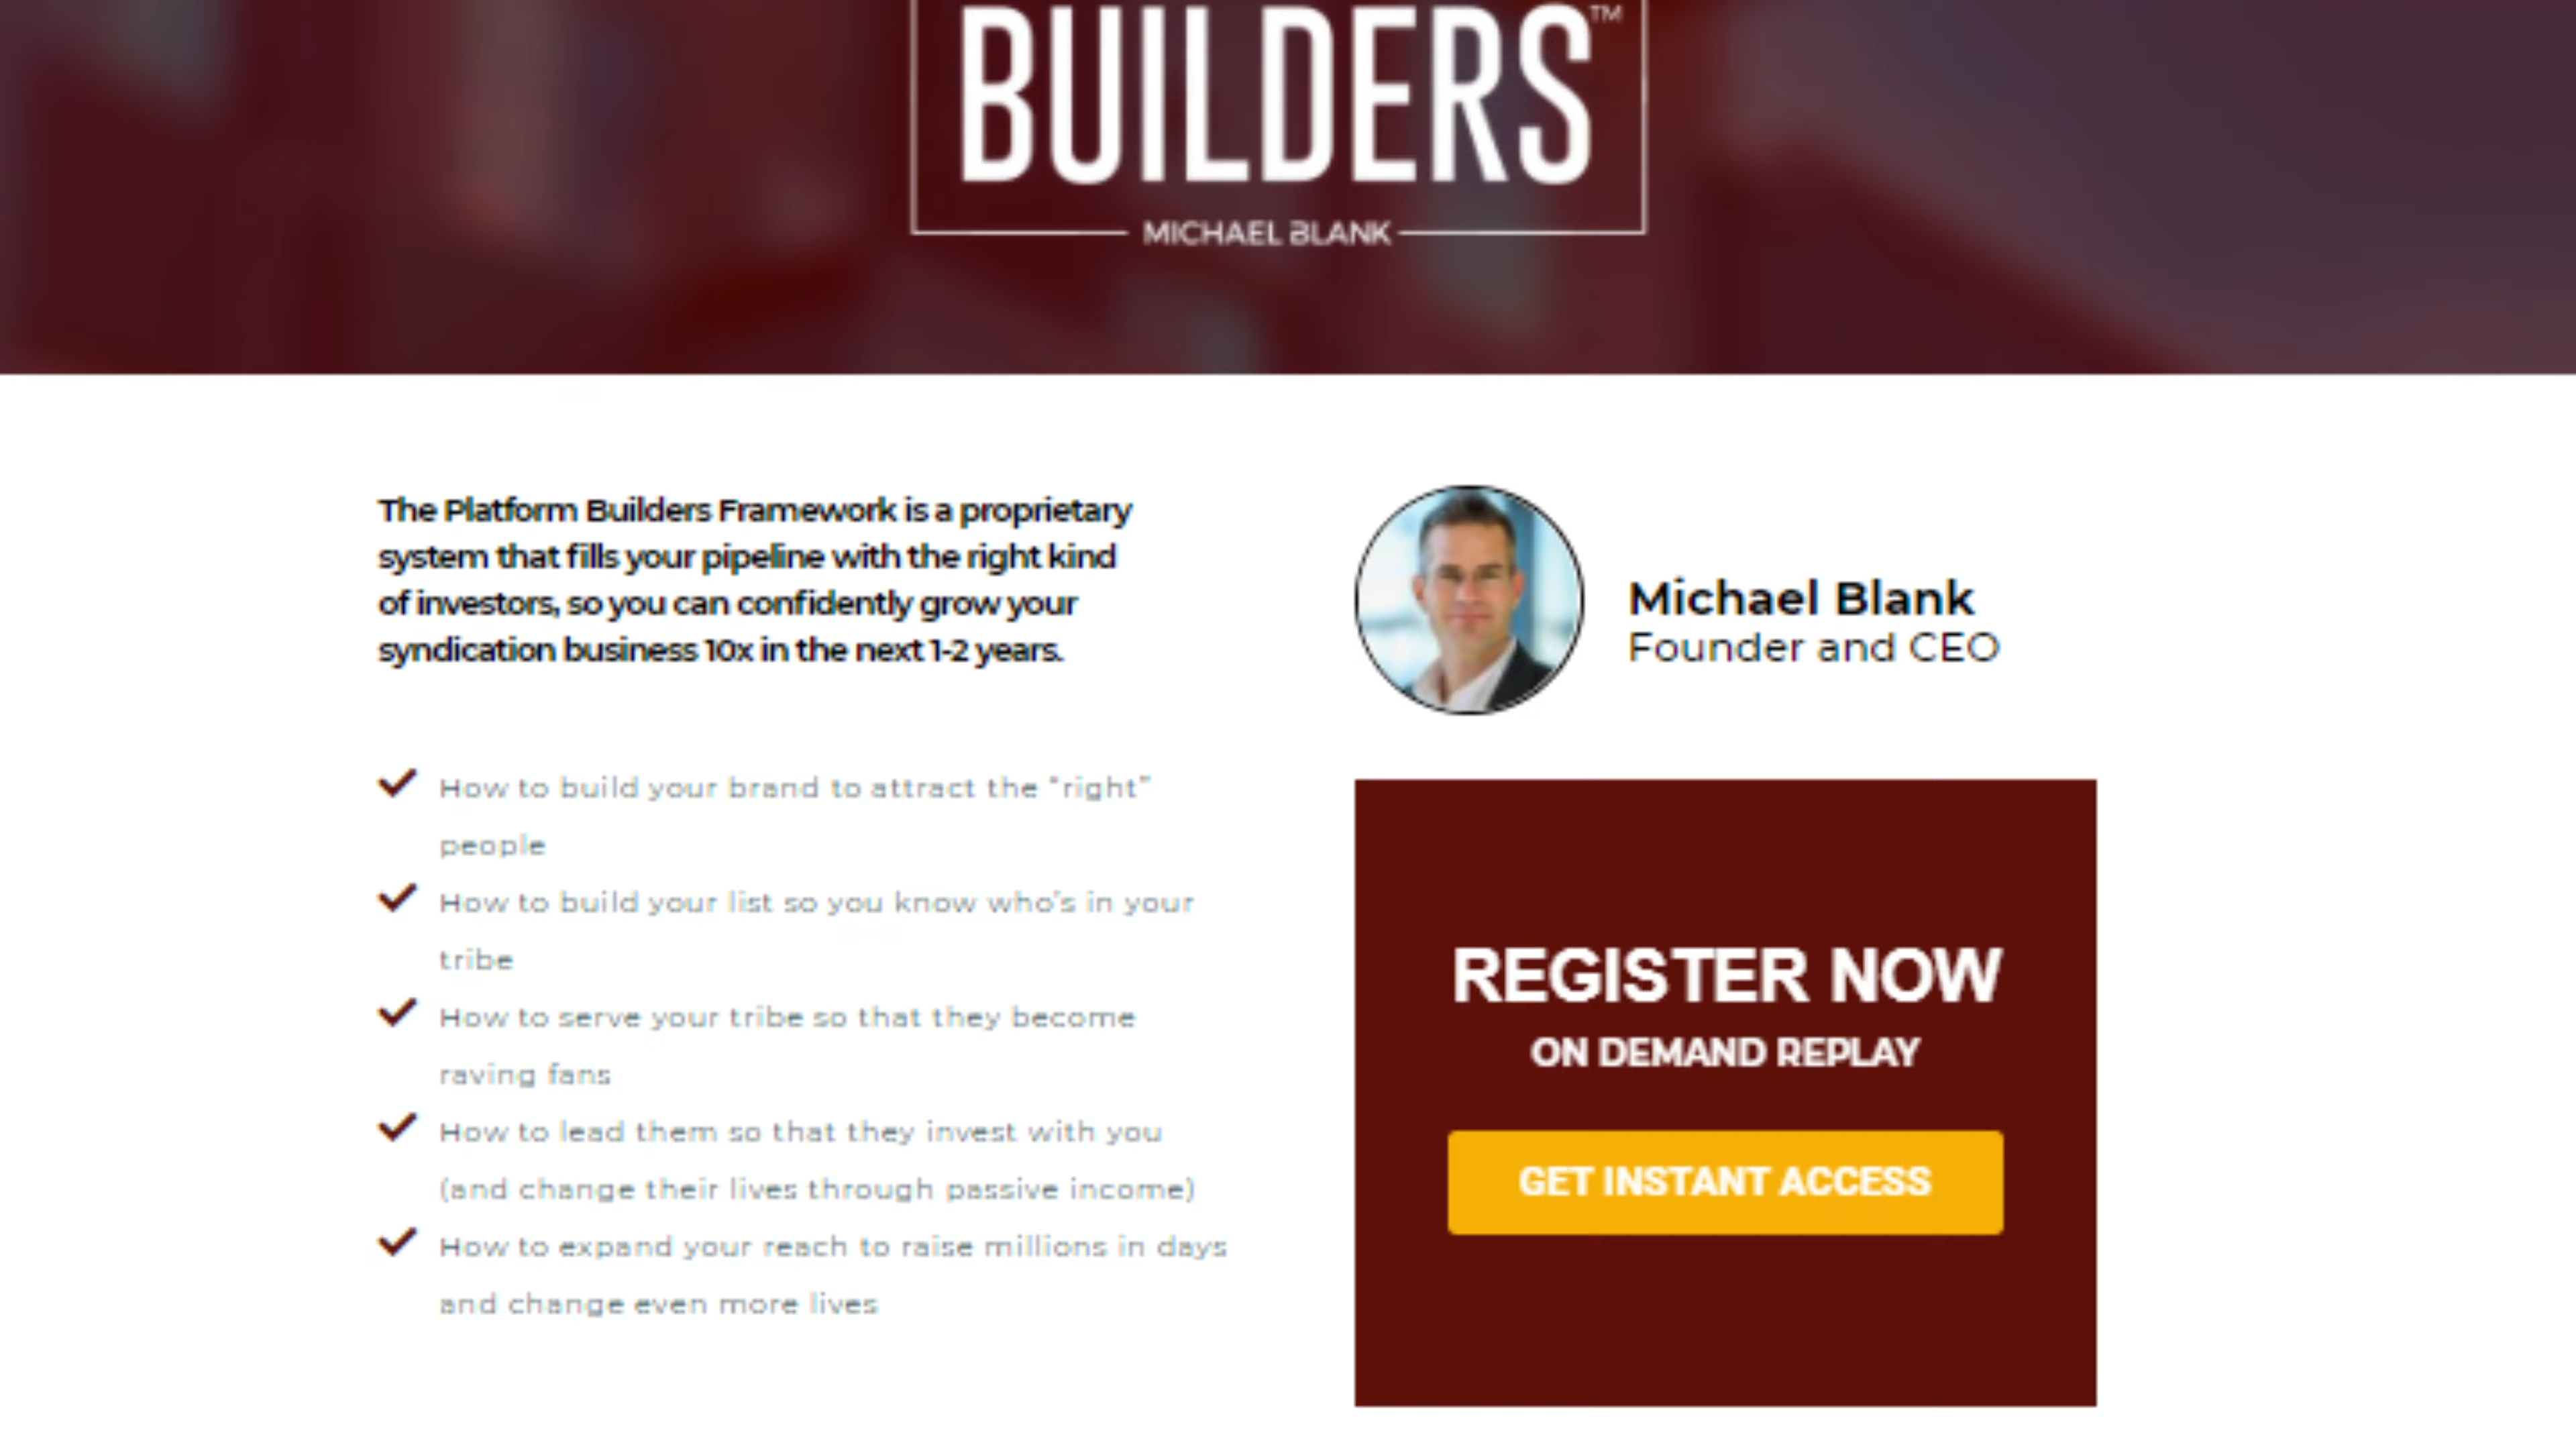 BUILDERS™
MICHAEL BLANK
The Platform Builders Framework is a proprietary
system that fills your pipeline with the right kind
of investors, so you can confidently grow your
syndication business 10x in the next 1-2 years.
How to build your brand to attract the "right"
people
How to build your list so you know who's in your
tribe
How to serve your tribe so that they become
raving fans
How to lead them so that they invest with you
(and change their lives through passive income)
How to expand your reach to raise millions in days
and change even more lives
Michael Blank
Founder and CEO
REGISTER NOW
ON DEMAND REPLAY
GET INSTANT ACCESS